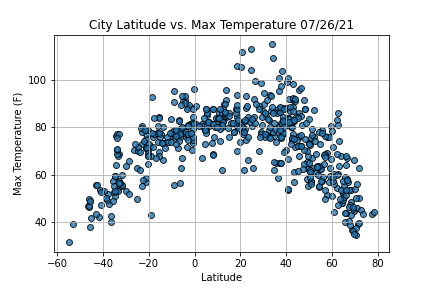 City Latitude vs. Max Temperature 07/26/21
100
80
60
40
Max Temperature (F)
−60 −40 −20 0 20 40 60 80
Latitude